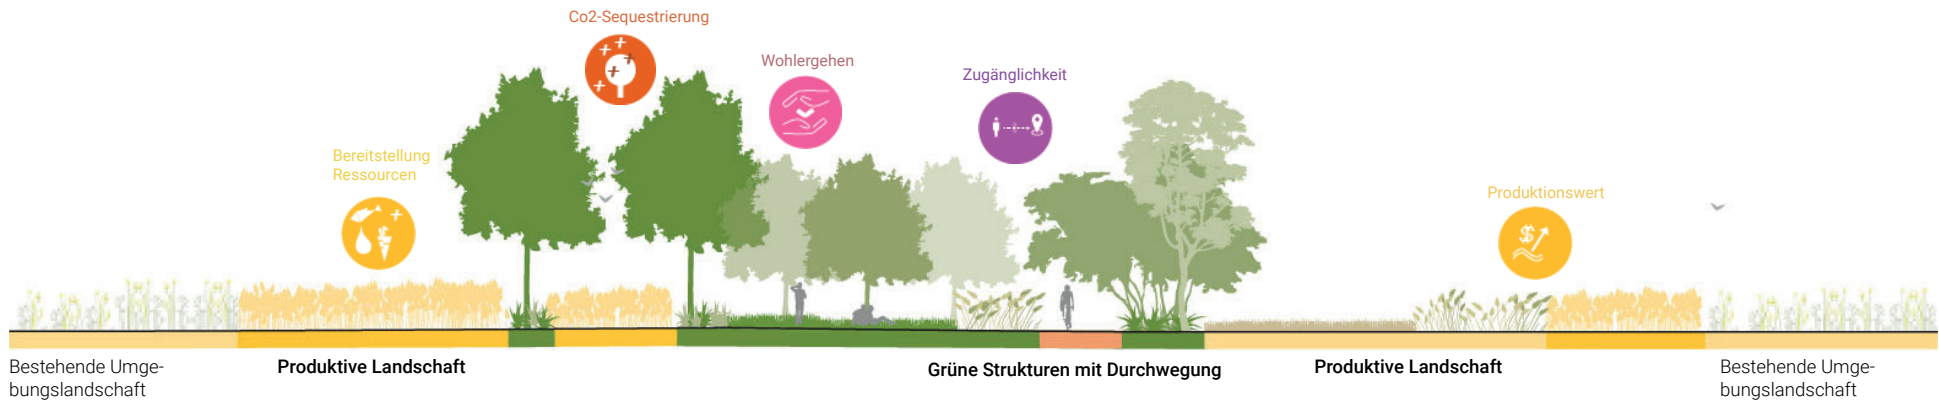 Co2-Sequestrierung
Wohlergehen
Zugänglichkeit
Bereitstellung
Ressourcen
Produktionswert
$
Bestehende Umge-
bungslandschaft
Produktive Landschaft
Grüne Strukturen mit Durchwegung
Produktive Landschaft
Bestehende Umge-
bungslandschaft